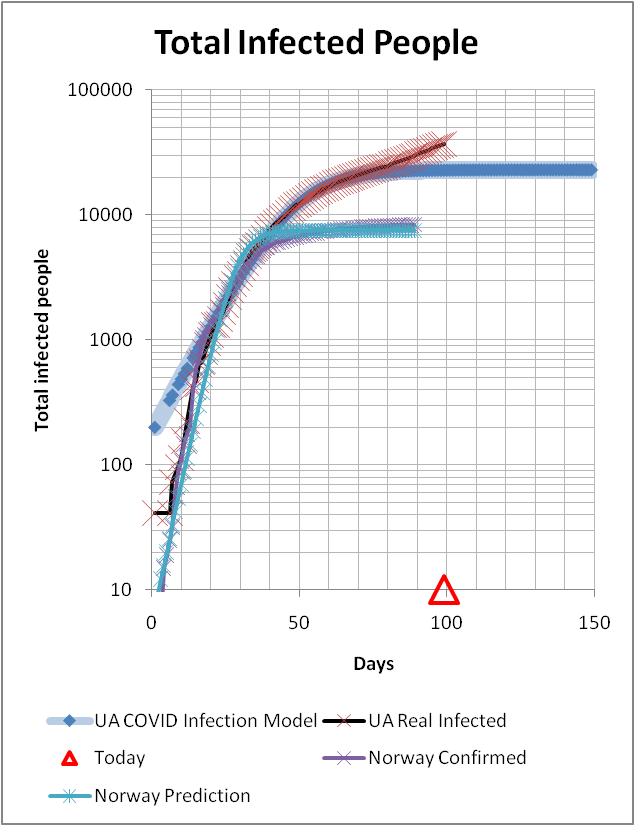 Total Infected People
100000
10000
1000
100
10
Total infected people
0 50 100 150
Days
UA COVID Infection Model UA Real Infected
Today Norway Confirmed
Norway Prediction